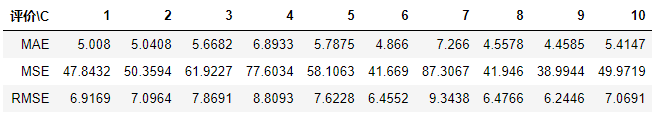 评价\C 1 2 3 4 5 6 7 8 9 10
MAE 5.008 5.0408 5.6682 6.8933 5.7875 4.866 7.266 4.5578 4.4585 5.4147
MSE 47.8432 50.3594 61.9227 77.6034 58.1063 41.669 87.3067 41.946 38.9944 49.9719
RMSE 6.9169 7.0964 7.8691 8.8093 7.6228 6.4552 9.3438 6.4766 6.2446 7.0691